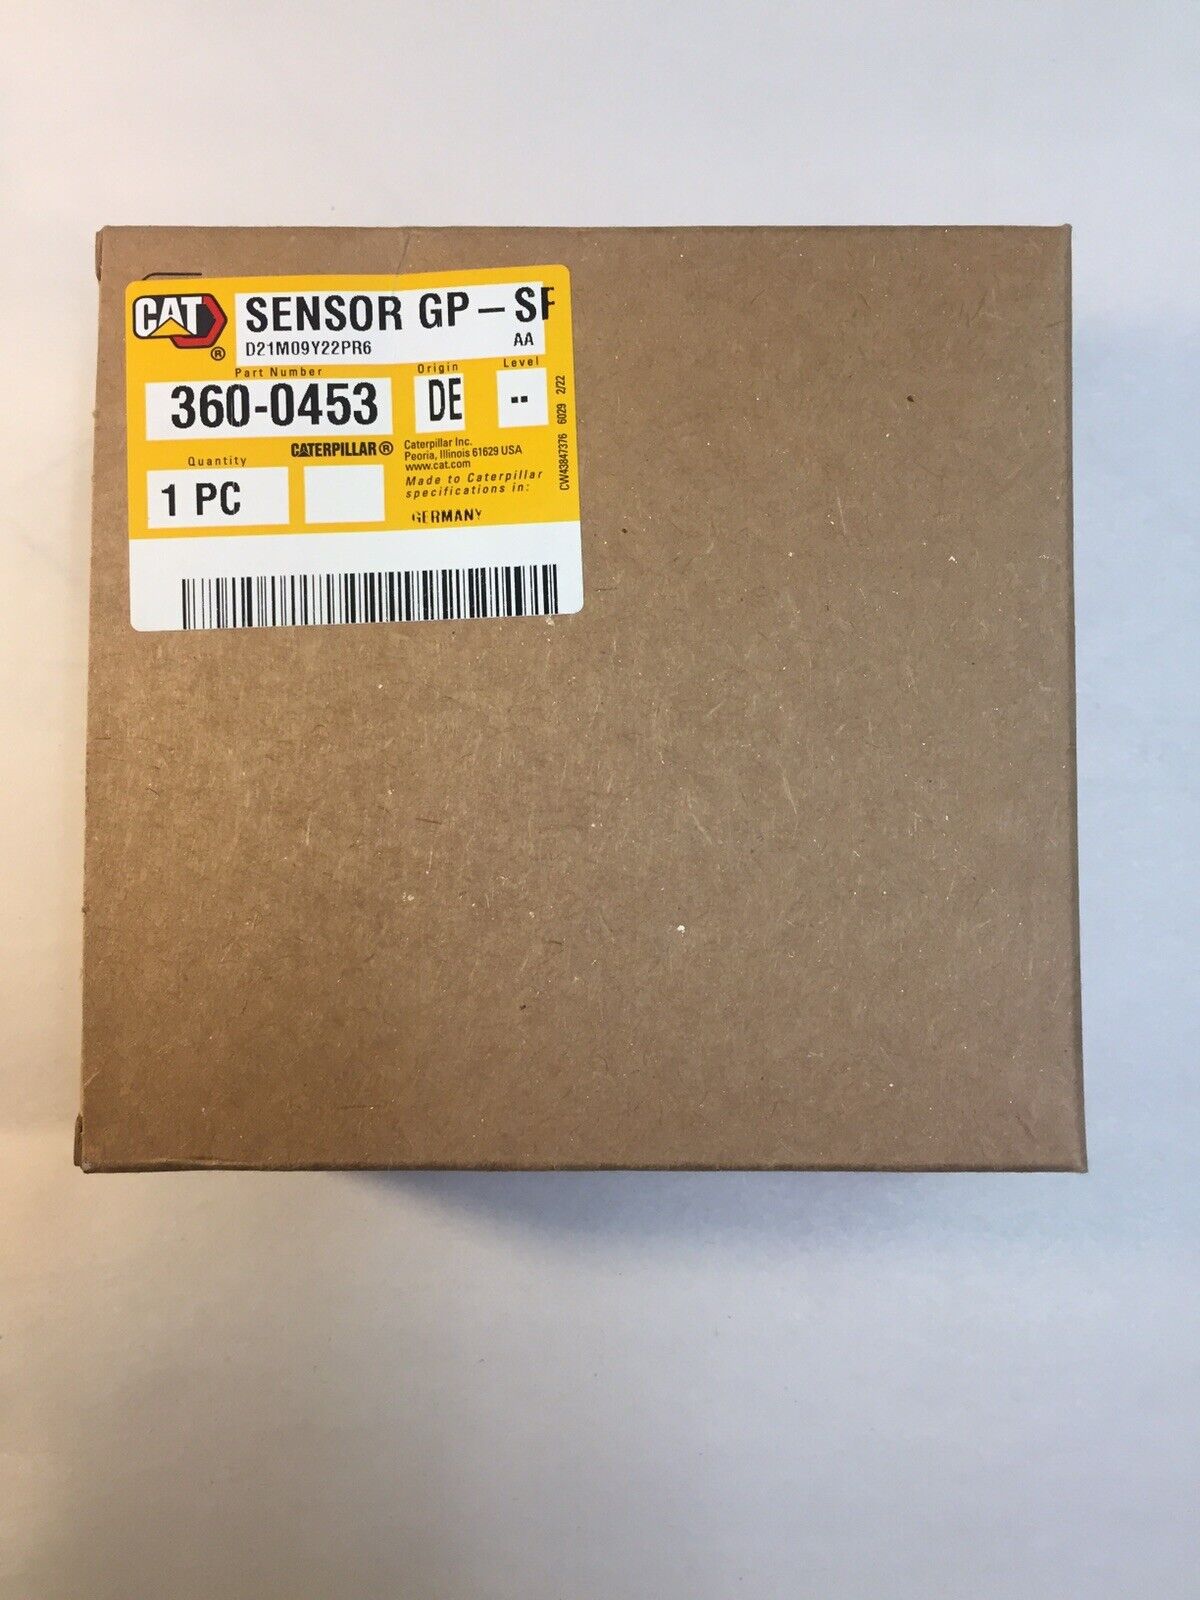 CAT
®
SENSOR GP – SP
D21M09Y22PR6 AA
Part Number Origin Level
360-0453 DE --
CATERPILLAR®
Caterpillar Inc.
Peoria, Illinois 61629 USA
www.cat.com
Quantity
1 PC
Made to Caterpillar
specifications in:
GERMANY
CW43847376 6029 2/22